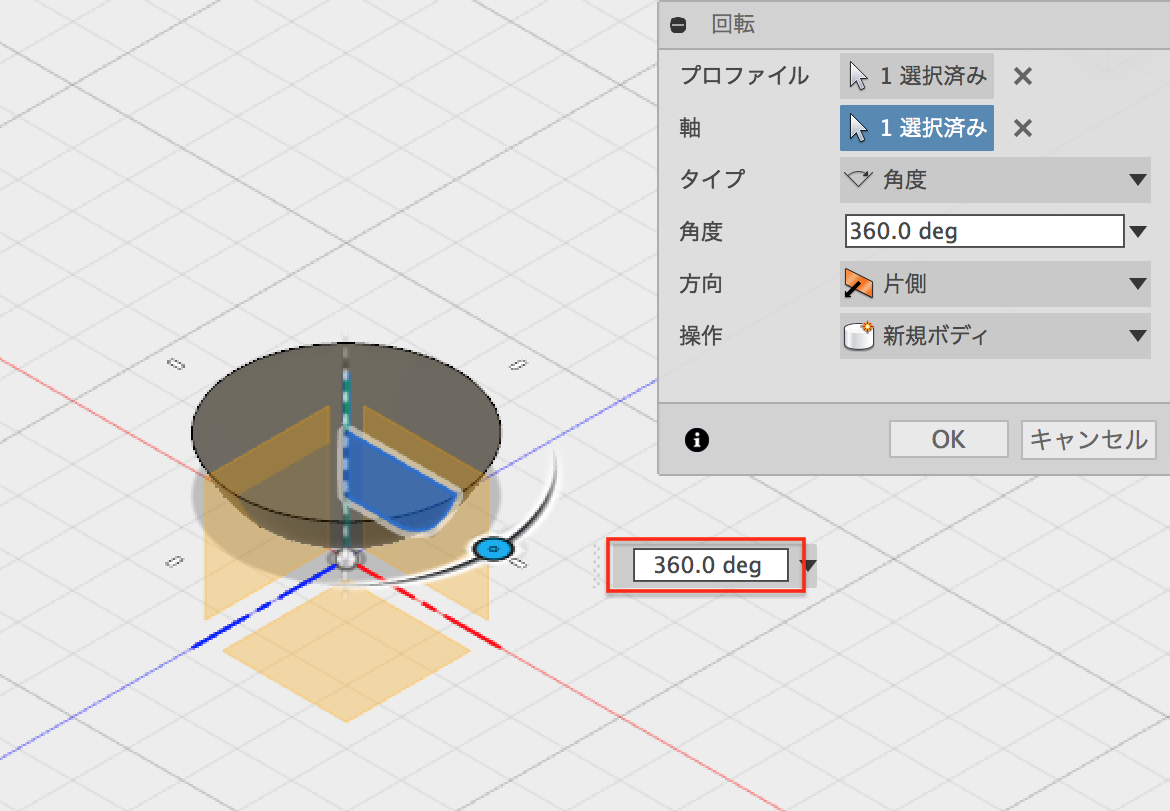 回転
プロファイル 1 選択済み
軸 1 選択済み
タイプ 角度
角度 360.0 deg
方向 片側
操作 新規ボディ
OK キャンセル
360.0 deg